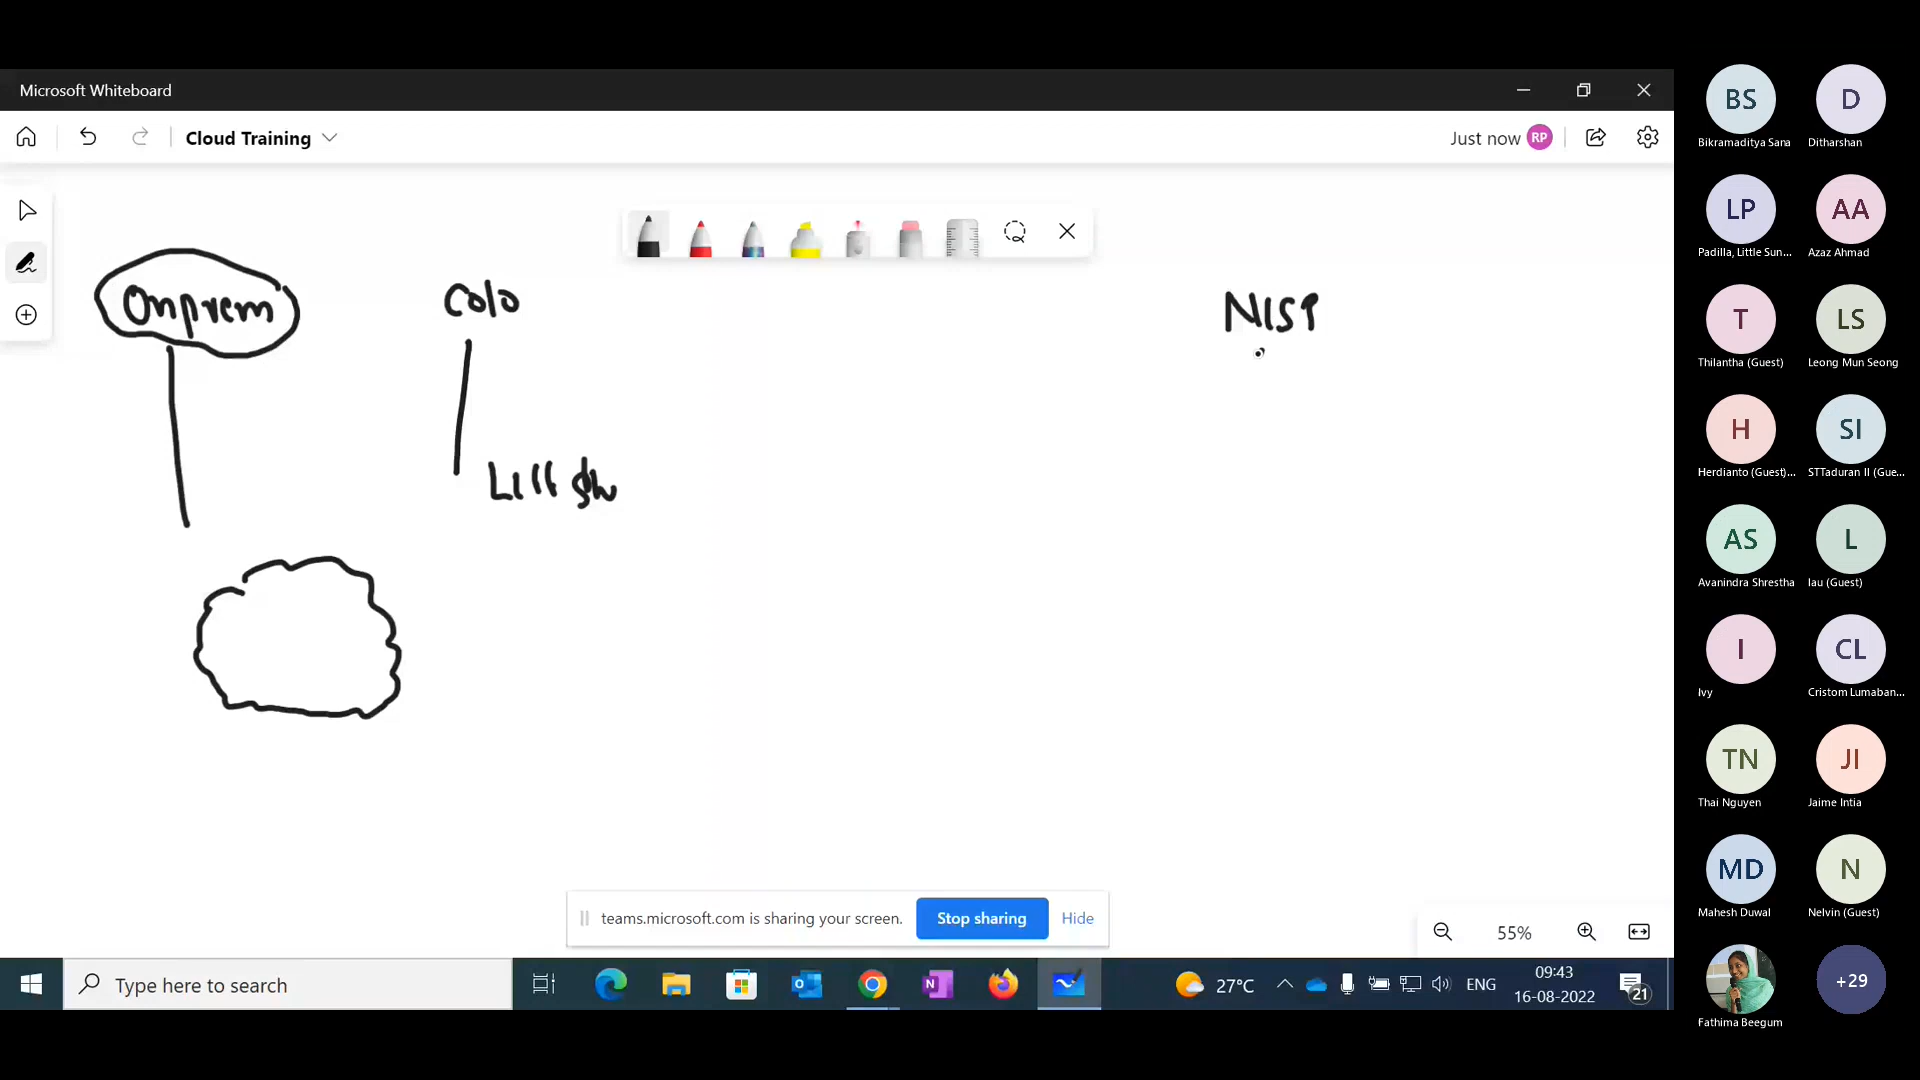 Microsoft Whiteboard
Cloud Training
Just now RP
Onprem
Colo
NIST
BS
Bikramaditya Sana
D
Ditharshan
LP
Padilla, Little Sun...
AA
Azaz Ahmad
T
Thilantha (Guest)
LS
Leong Mun Seong
H
Herdianto (Guest)...
SI
STTaduran II (Gue...
AS
Avanindra Shrestha
L
lau (Guest)
I
Ivy
CL
Cristom Lumaban...
TN
Thai Nguyen
JI
Jaime Intia
MD
Mahesh Duwal
N
Nelvin (Guest)
Fathima Beegum
+29
teams.microsoft.com is sharing your screen.
Stop sharing
Hide
55%
Type here to search
27°C
ENG
09:43
16-08-2022
21